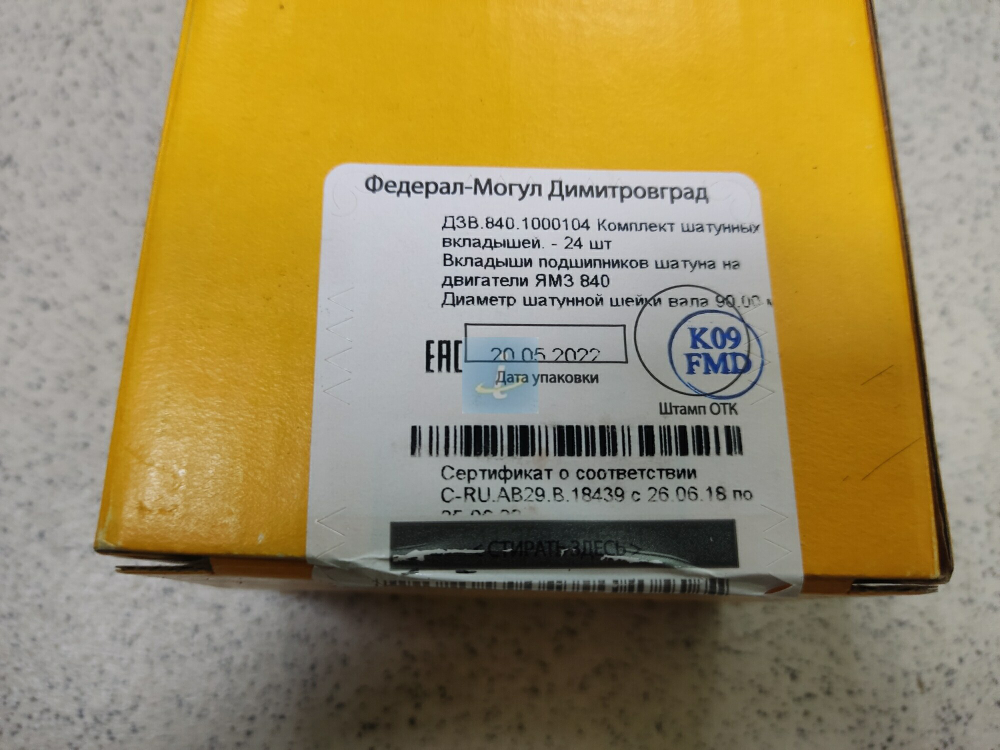 Федерал-Могул Димитровград
ДЗВ.840.1000104 Комплект шатунных
вкладышей. - 24 шт
Вкладыши подшипников шатуна на
двигатели ЯМЗ 840
Диаметр шатунной шейки вала 90.00
EAC
20.05.2022
Дата упаковки
K09
FMD
Штамп ОТК
Сертификат о соответствии
C-RU.АВ29.В.18439 с 26.06.18 по
< СТИРАТЬ ЗДЕСЬ >